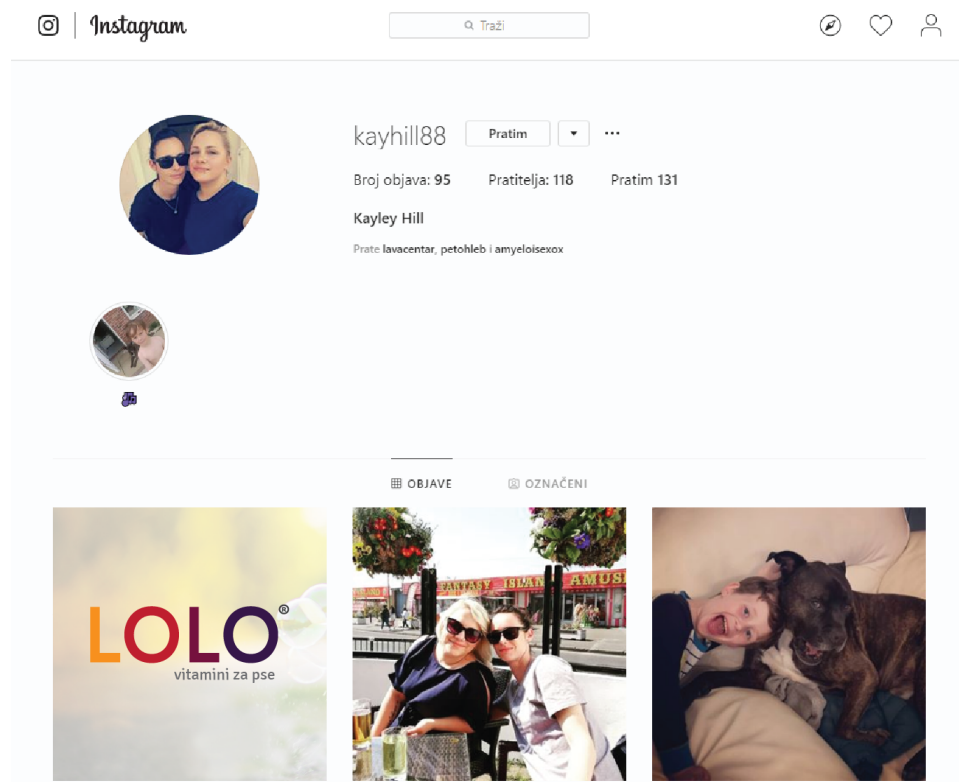 Instagram
Traži
kayhill88 Pratim
Broj objava: 95 Pratitelja: 118 Pratim 131
Kayley Hill
Prate lavacentar, petohleb i amyeloisexox
OBJAVE OZNAČENI
LOLO®
vitamini za pse
FANTASY ISLAND AMUS